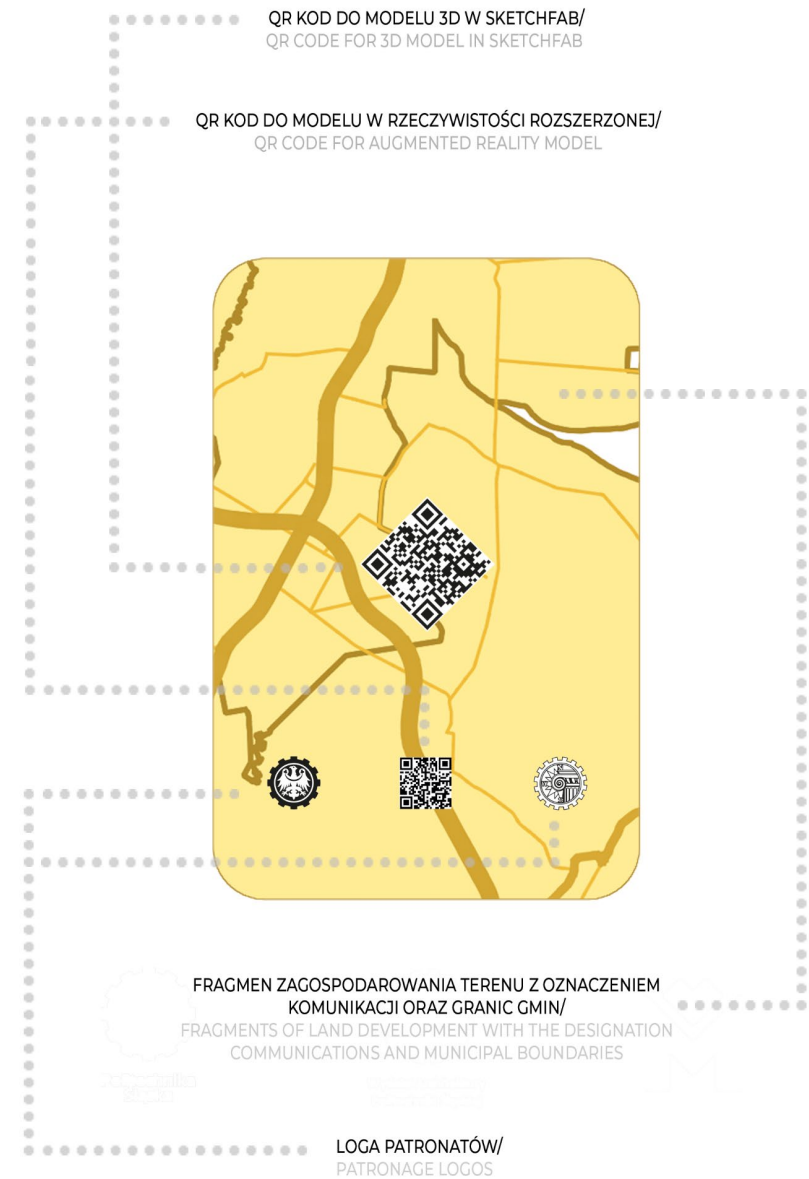 QR KOD DO MODELU 3D W SKETCHFAB/
QR CODE FOR 3D MODEL IN SKETCHFAB
QR KOD DO MODELU W RZECZYWISTOŚCI ROZSZERZONEJ/
QR CODE FOR AUGMENTED REALITY MODEL
FRAGMEN ZAGOSPODAROWANIA TERENU Z OZNACZENIEM
KOMUNIKACJI ORAZ GRANIC GMIN/
FRAGMENTS OF LAND DEVELOPMENT WITH THE DESIGNATION
COMMUNICATIONS AND MUNICIPAL BOUNDARIES
LOGA PATRONATÓW/
PATRONAGE LOGOS